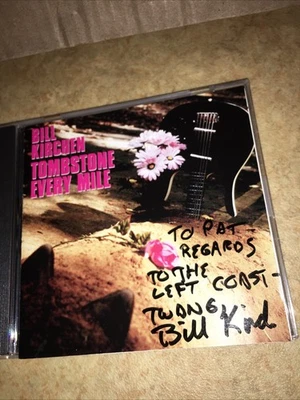 BILL
KIRCHEN
TOMBSTONE
EVERY MILE
TO PAT -
REGARDS
TO THE
LEFT COAST -
TWANG
Bill Kirch